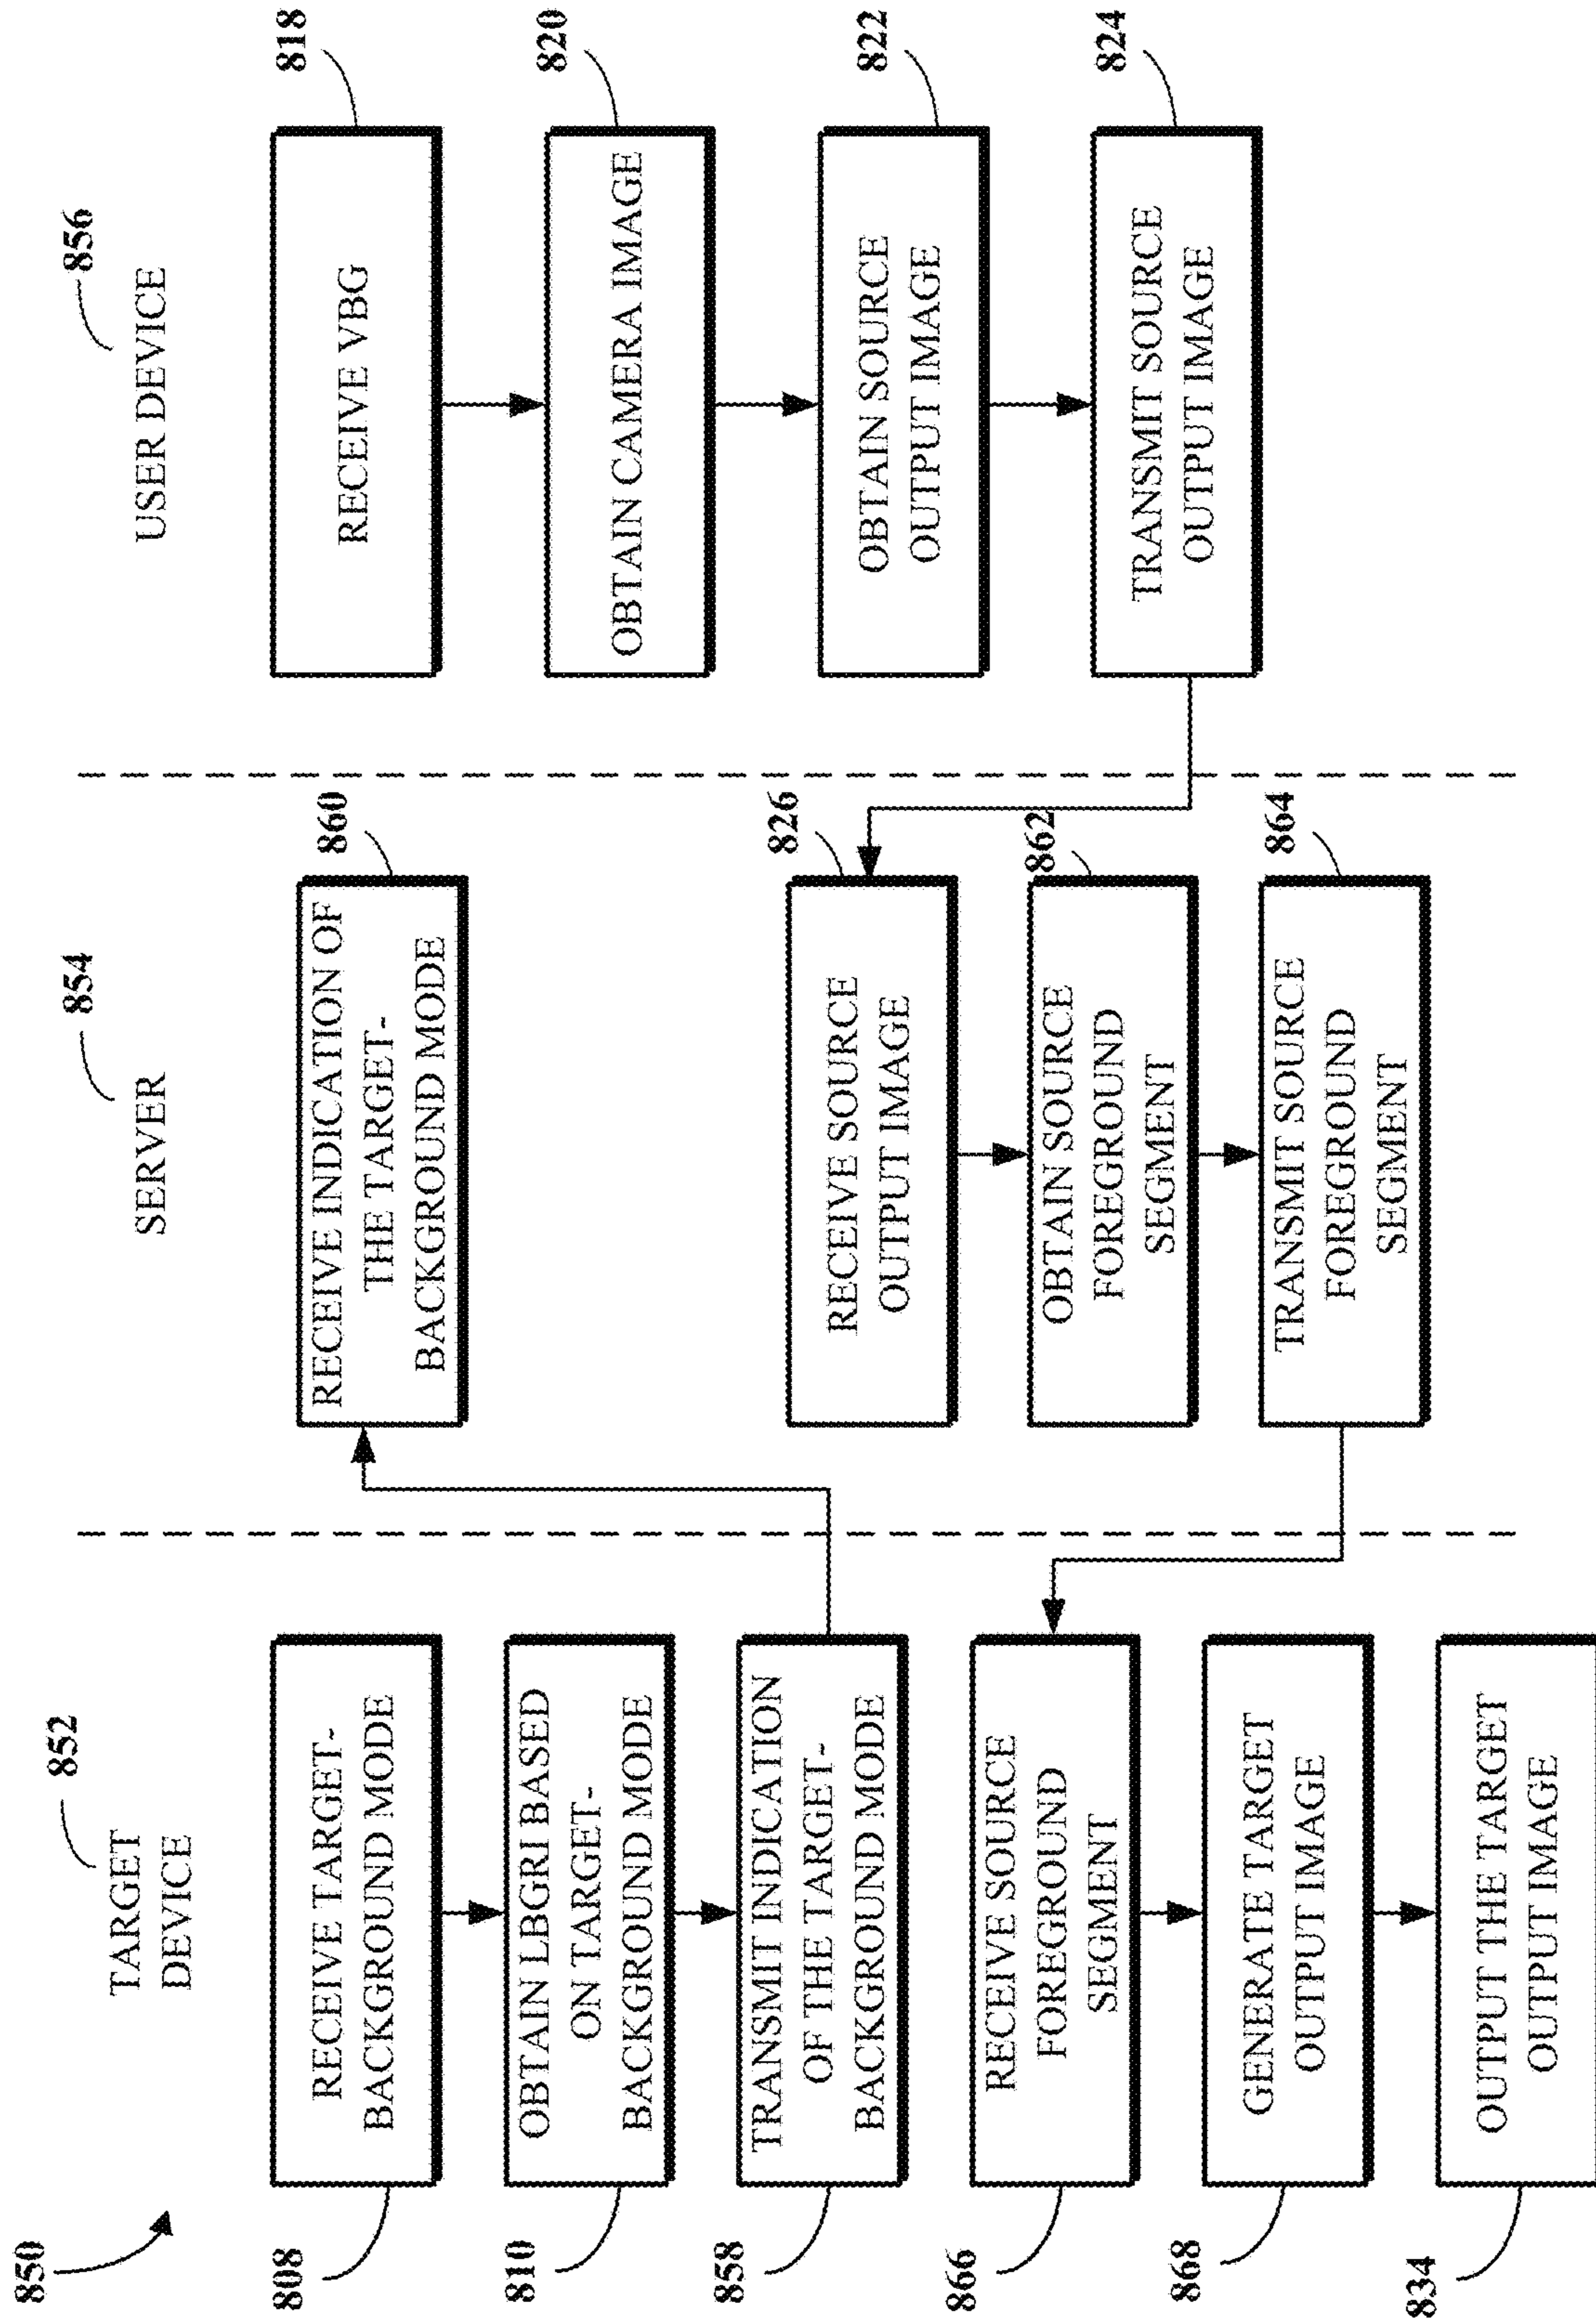 850
852
TARGET
DEVICE
808
RECEIVE TARGET-
BACKGROUND MODE
810
OBTAIN LBGRI BASED
ON TARGET-
BACKGROUND MODE
858
TRANSMIT INDICATION
OF THE TARGET-
BACKGROUND MODE
866
RECEIVE SOURCE
FOREGROUND
SEGMENT
868
GENERATE TARGET
OUTPUT IMAGE
834
OUTPUT THE TARGET
OUTPUT IMAGE
854
SERVER
860
RECEIVE INDICATION OF
THE TARGET-
BACKGROUND MODE
826
RECEIVE SOURCE
OUTPUT IMAGE
862
OBTAIN SOURCE
FOREGROUND
SEGMENT
864
TRANSMIT SOURCE
FOREGROUND
SEGMENT
856
USER DEVICE
818
RECEIVE VBG
820
OBTAIN CAMERA IMAGE
822
OBTAIN SOURCE
OUTPUT IMAGE
824
TRANSMIT SOURCE
OUTPUT IMAGE